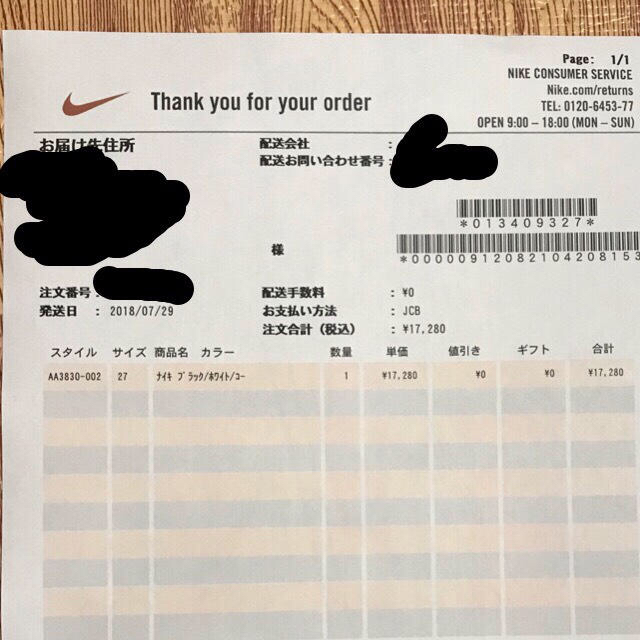 Page: 1/1
NIKE CONSUMER SERVICE
Nike.com/returns
TEL: 0120-6453-77
OPEN 9:00 – 18:00 (MON – SUN)
Thank you for your order
お届け先住所
配送会社 :
配送お問い合わせ番号:
*013409327*
様
*0000091208210420 8153
注文番号:
発送日 : 2018/07/29
配送手数料 : ¥0
お支払い方法 : JCB
注文合計(税込) : ¥17,280
スタイル サイズ 商品名 カラー 数量 単価 値引き ギフト 合計
AA3830-002 27 ナイキ ブラック/ホワイト/コー 1 ¥17,280 ¥0 ¥0 ¥17,280